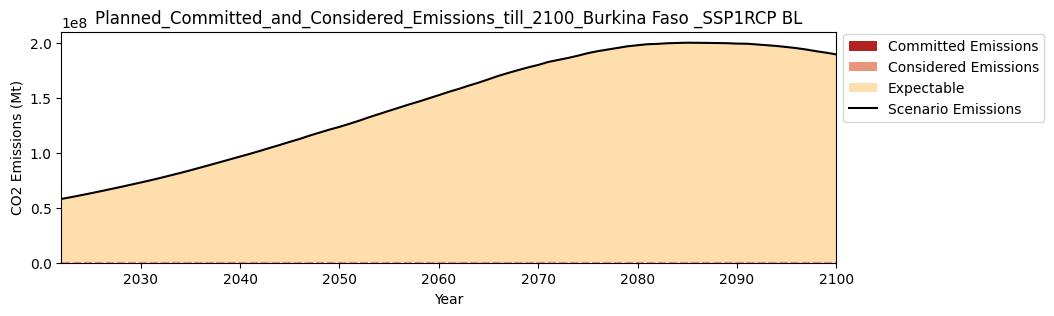 Planned_Committed_and_Considered_Emissions_till_2100_Burkina Faso _SSP1RCP BL
1e8
2.0
1.5
1.0
0.5
0.0
CO2 Emissions (Mt)
2030 2040 2050 2060 2070 2080 2090 2100
Year
Committed Emissions
Considered Emissions
Expectable
Scenario Emissions